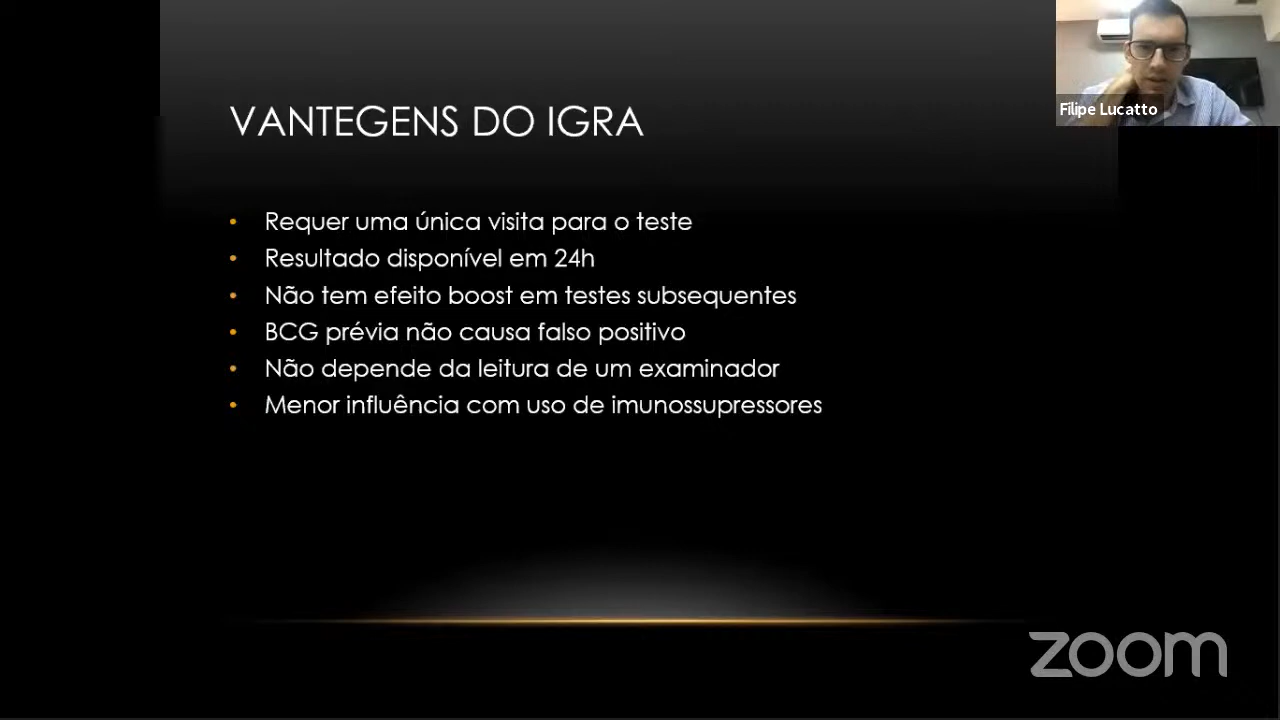 VANTEGENS DO IGRA
Filipe Lucatto
• Requer uma única visita para o teste
• Resultado disponível em 24h
• Não tem efeito boost em testes subsequentes
• BCG prévia não causa falso positivo
• Não depende da leitura de um examinador
• Menor influência com uso de imunossupressores
zoom